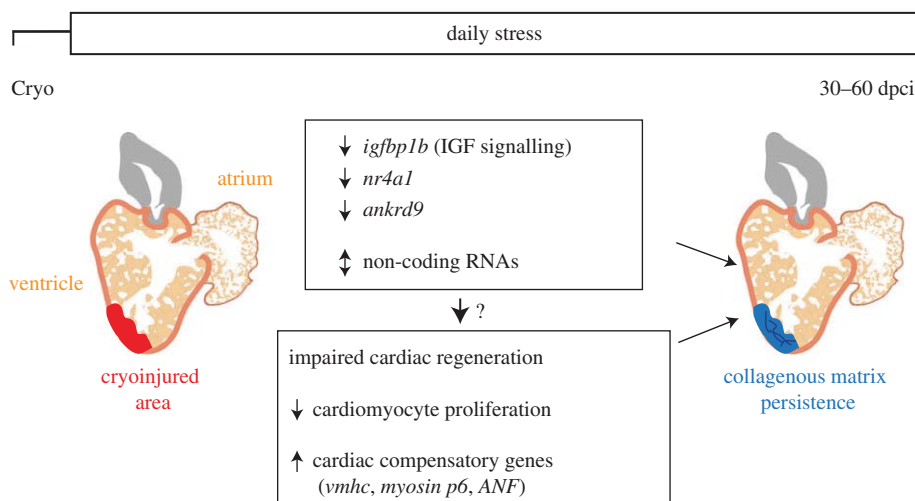 daily stress
Cryo
30–60 dpci
atrium
ventricle
cryoinjured
area
↓ igfbp1b (IGF signalling)
↓ nr4a1
↓ ankrd9
↕ non-coding RNAs
?
impaired cardiac regeneration
↓ cardiomyocyte proliferation
↑ cardiac compensatory genes
(vmhc, myosin p6, ANF)
collagenous matrix
persistence